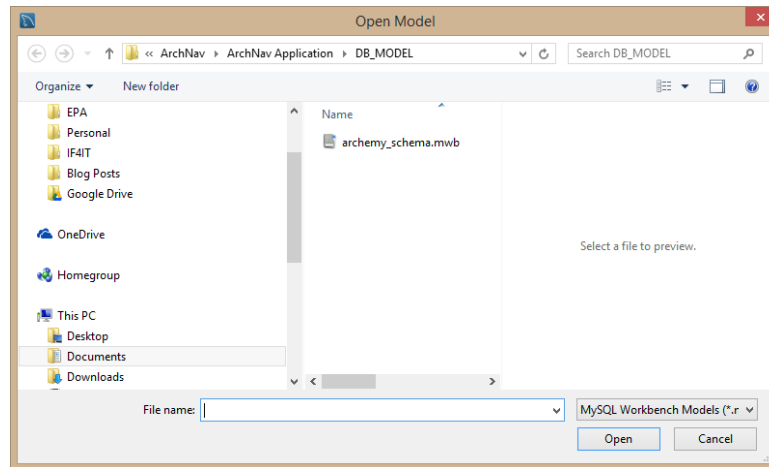 Open Model
« ArchNav ▸ ArchNav Application ▸ DB_MODEL
Search DB_MODEL
Organize
New folder
EPA
Personal
IF4IT
Blog Posts
Google Drive
OneDrive
Homegroup
This PC
Desktop
Documents
Downloads
Name
archemy_schema.mwb
Select a file to preview.
File name:
MySQL Workbench Models (*.r
Open
Cancel